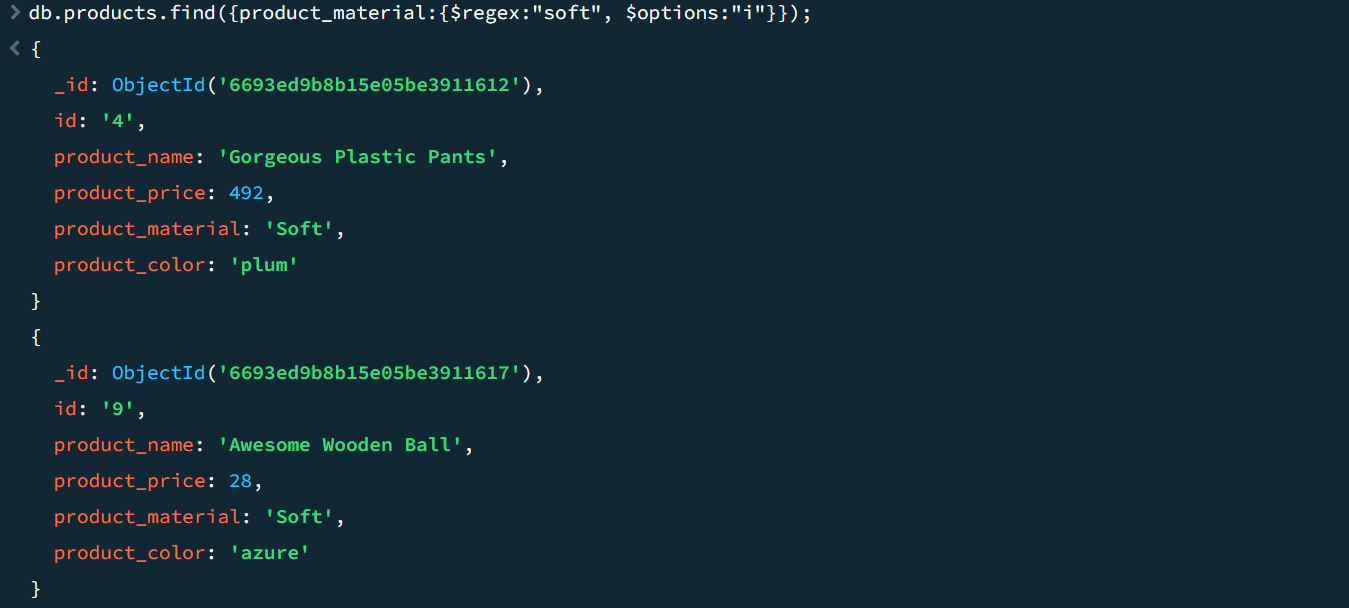 > db.products.find({product_material:{$regex:"soft", $options:"i"}});
< {
_id: ObjectId('6693ed9b8b15e05be3911612'),
id: '4',
product_name: 'Gorgeous Plastic Pants',
product_price: 492,
product_material: 'Soft',
product_color: 'plum'
}
{
_id: ObjectId('6693ed9b8b15e05be3911617'),
id: '9',
product_name: 'Awesome Wooden Ball',
product_price: 28,
product_material: 'Soft',
product_color: 'azure'
}